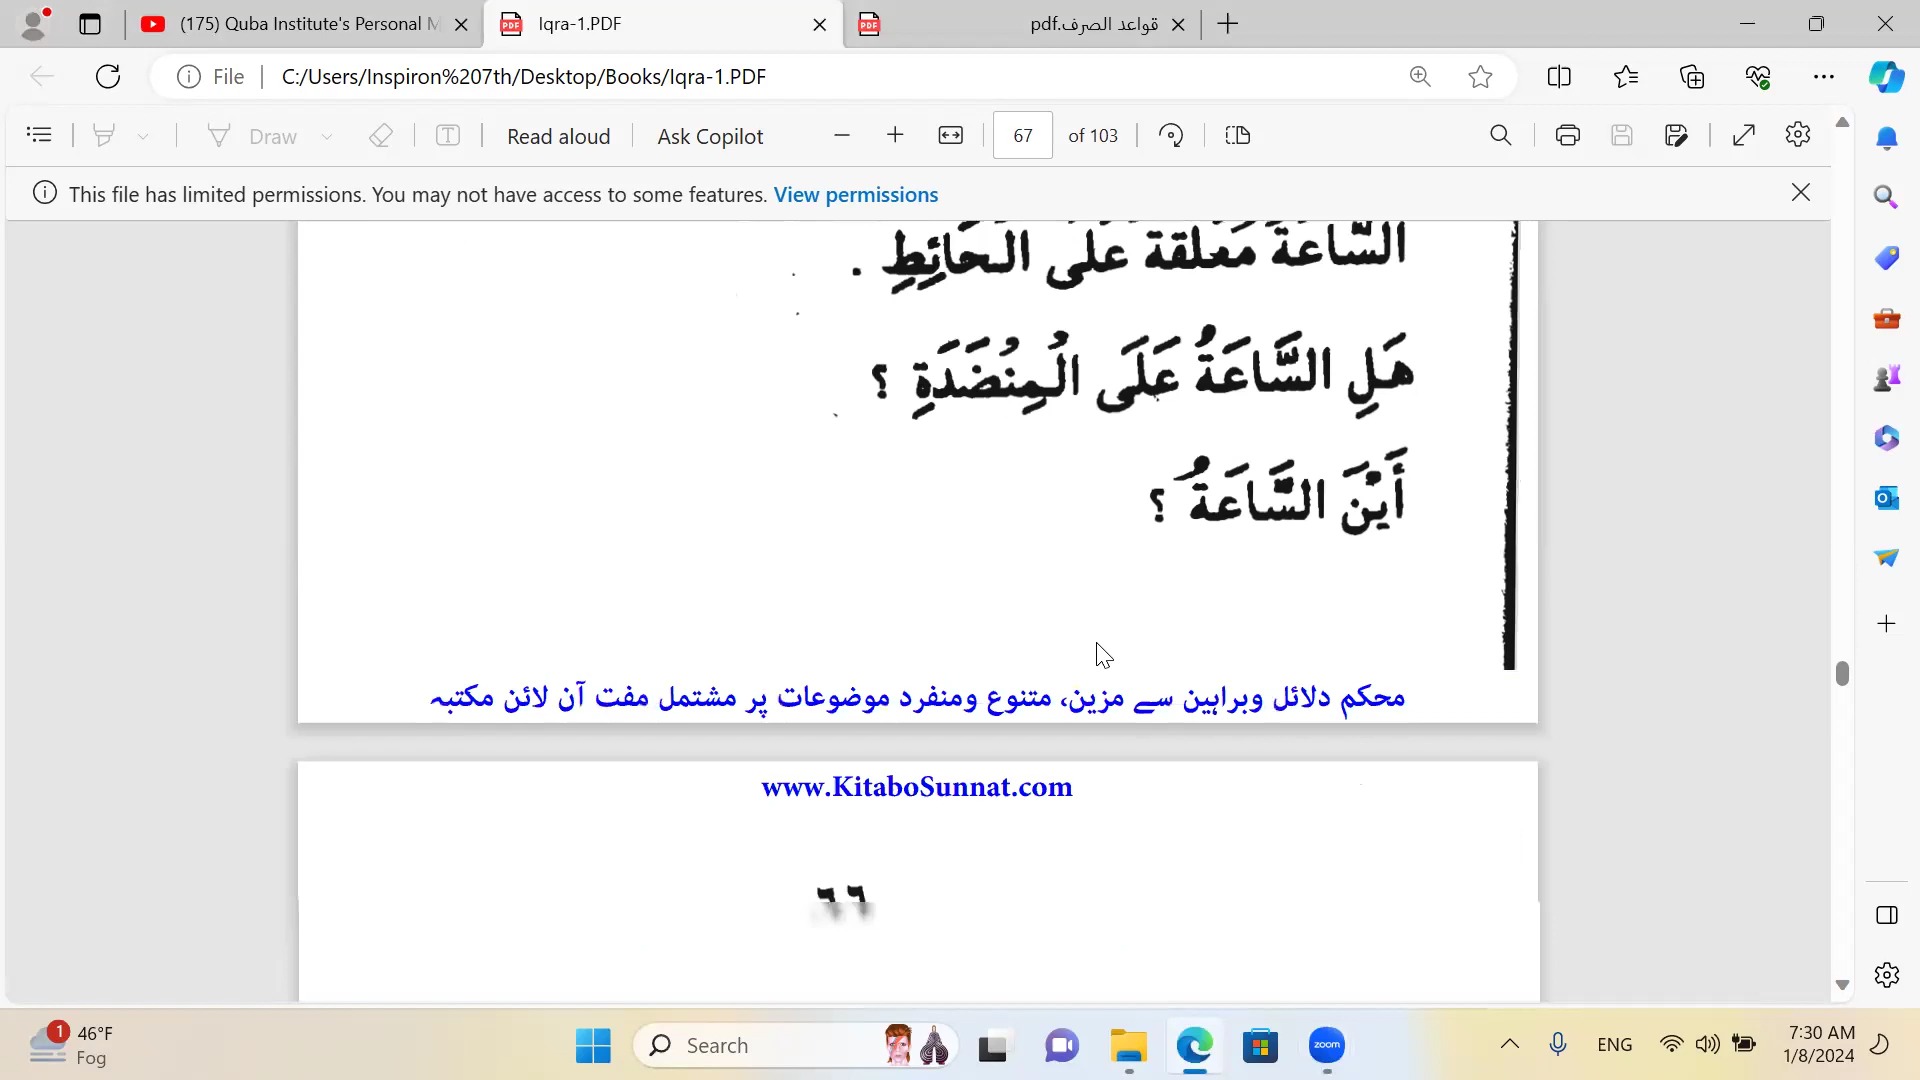 (175) Quba Institute's Personal M
Iqra-1.PDF
قواعد الصرف.pdf
File
C:/Users/Inspiron%207th/Desktop/Books/Iqra-1.PDF
Draw
Read aloud
Ask Copilot
67
of 103
This file has limited permissions. You may not have access to some features. View permissions
السَّاعَةُ مُعَلَّقَةٌ عَلَى الْحَائِطِ .
هَلِ السَّاعَةُ عَلَى الْمِنْضَدَةِ ؟
أَيْنَ السَّاعَةُ ؟
محکم دلائل وبراہین سے مزین، متنوع ومنفرد موضوعات پر مشتمل مفت آن لائن مکتبہ
www.KitaboSunnat.com
٦٦
1
46°F
Fog
Search
zoom
ENG
7:30 AM
1/8/2024